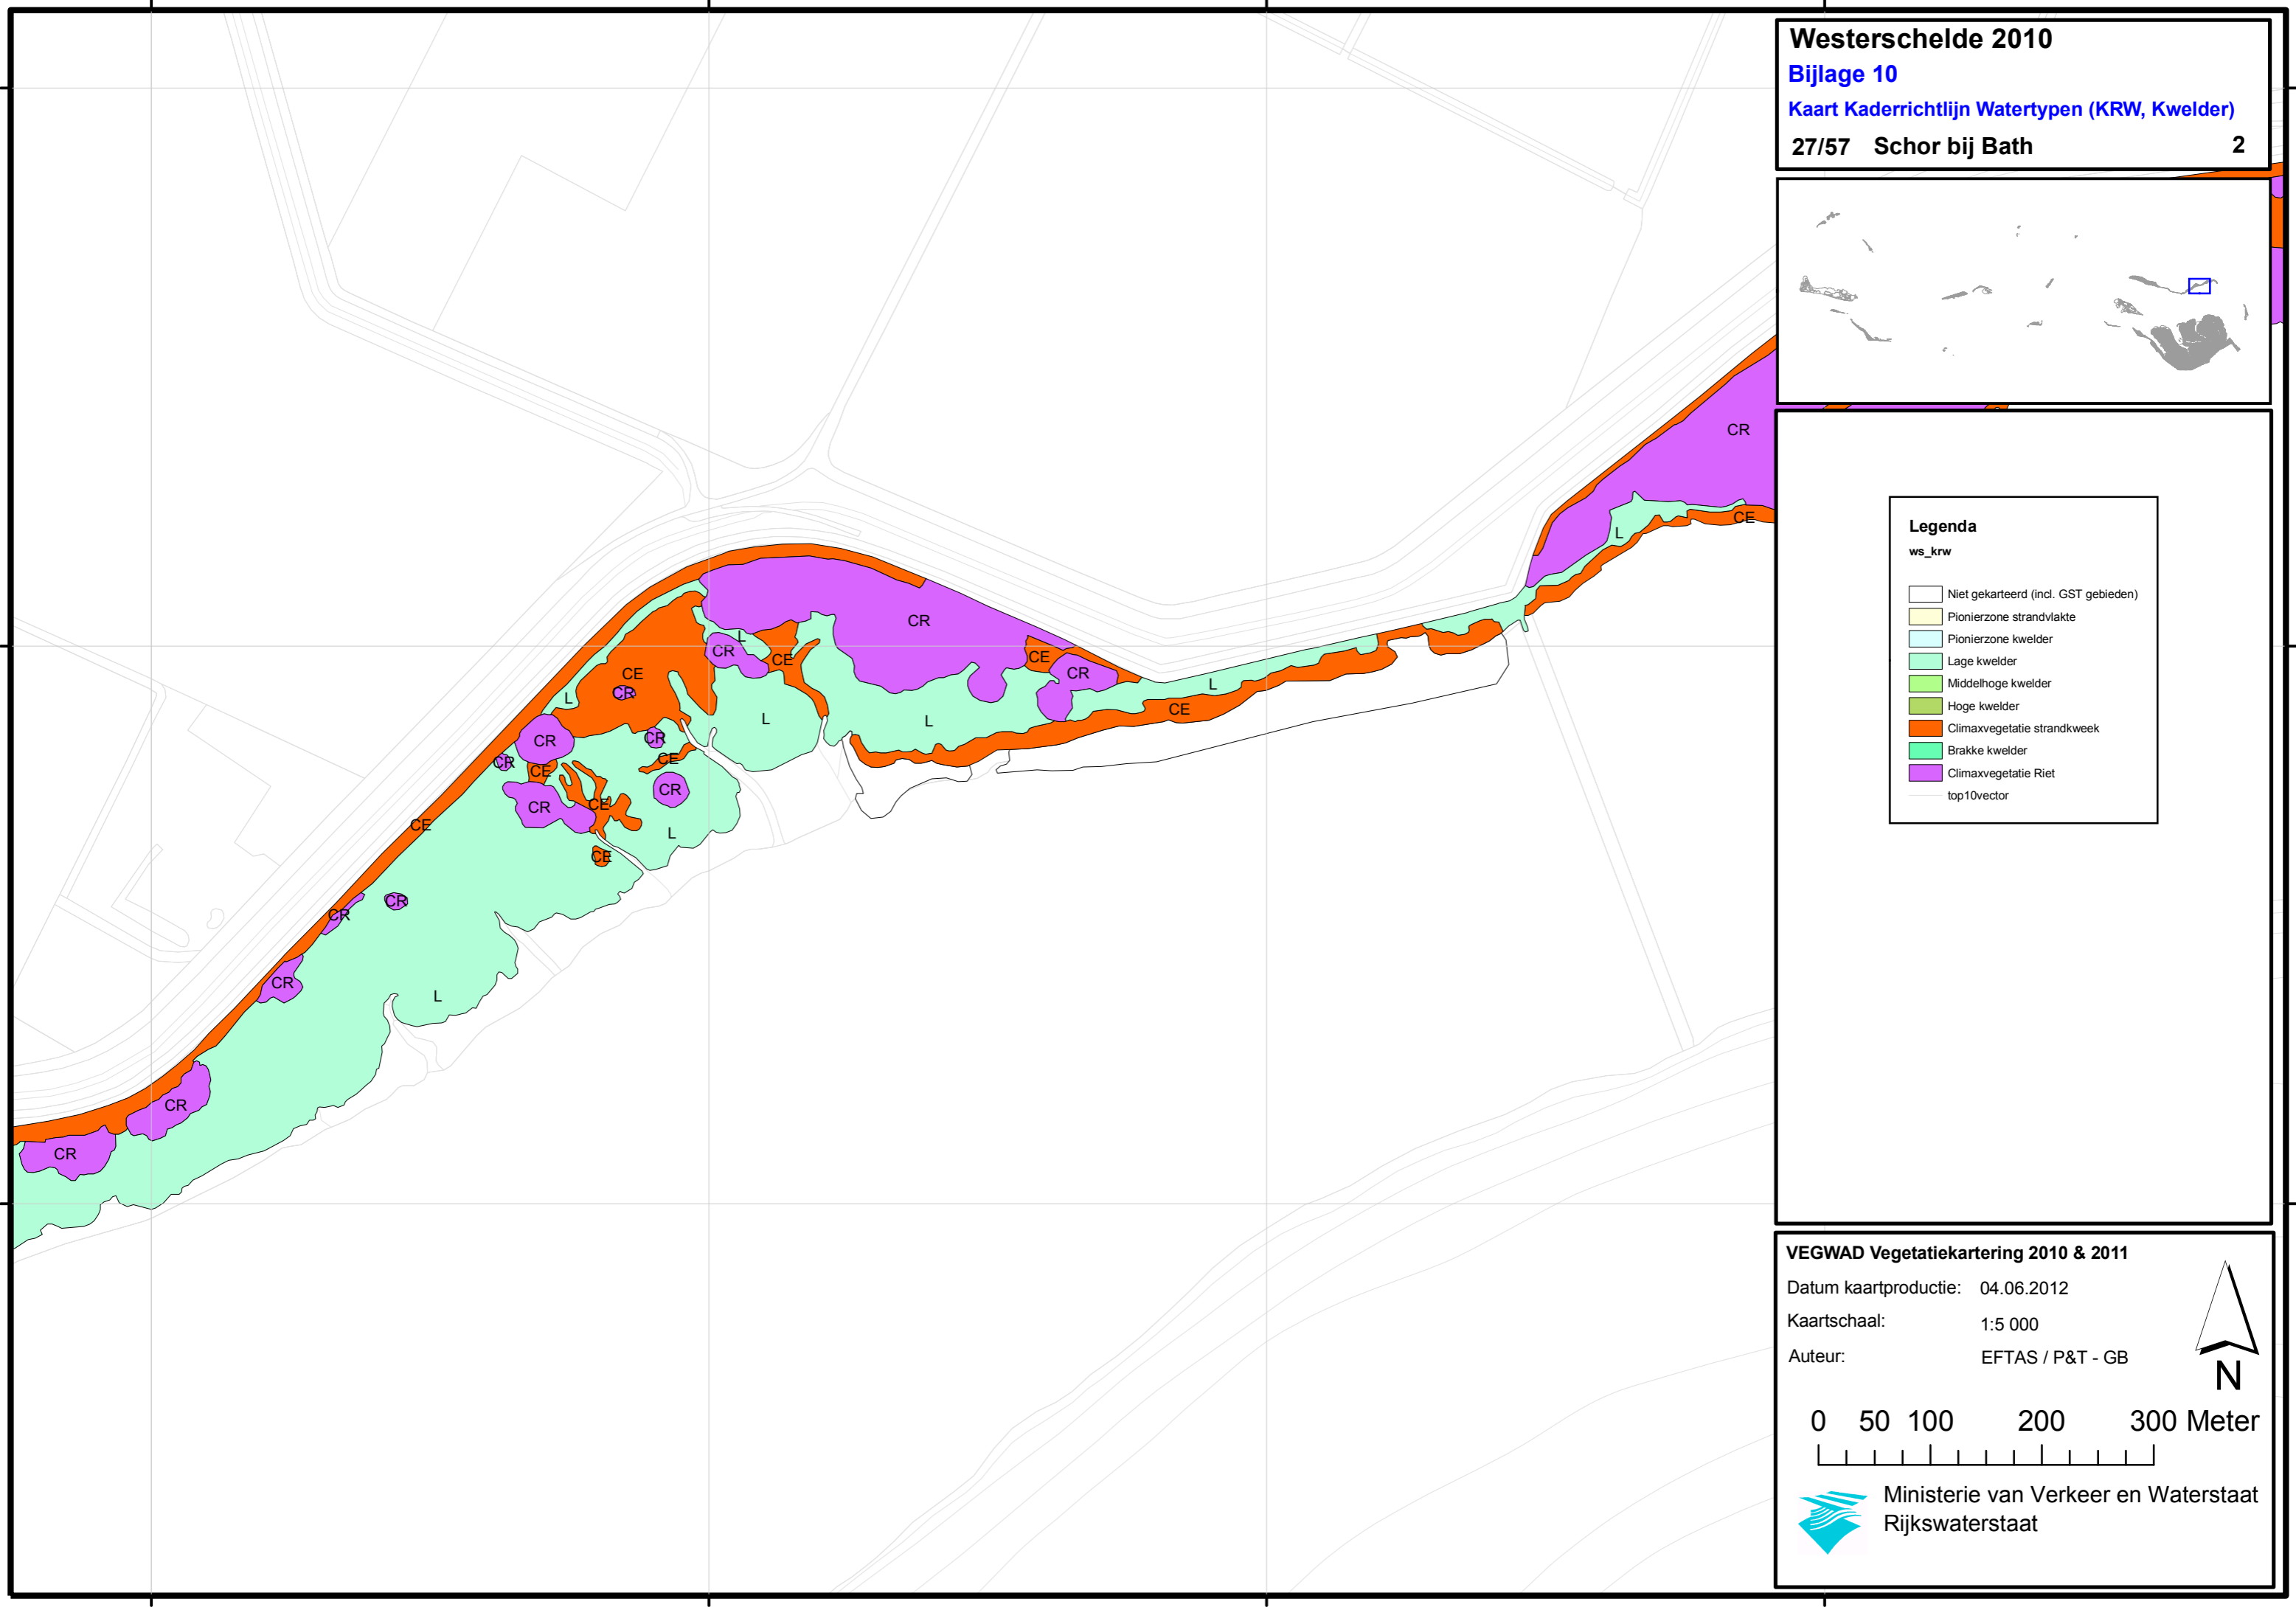 Westerschelde 2010
Bijlage 10
Kaart Kaderrichtlijn Watertypen (KRW, Kwelder)
27/57 Schor bij Bath 2
CR
CE
L
CR
L
CR
CE
CE
CE
CR
CR
L
L
CE
L
L
CR
CR
CE
CR
CE
CR
CR
CE
CE
L
CE
CE
CR
CR
CR
L
CR
CR
Legenda
ws_krw
Niet gekarteerd (incl. GST gebieden)
Pionierzone strandvlakte
Pionierzone kwelder
Lage kwelder
Middelhoge kwelder
Hoge kwelder
Climaxvegetatie strandkweek
Brakke kwelder
Climaxvegetatie Riet
top10vector
VEGWAD Vegetatiekartering 2010 & 2011
Datum kaartproductie: 04.06.2012
Kaartschaal: 1:5 000
Auteur: EFTAS / P&T - GB
N
0 50 100 200 300 Meter
Ministerie van Verkeer en Waterstaat
Rijkswaterstaat